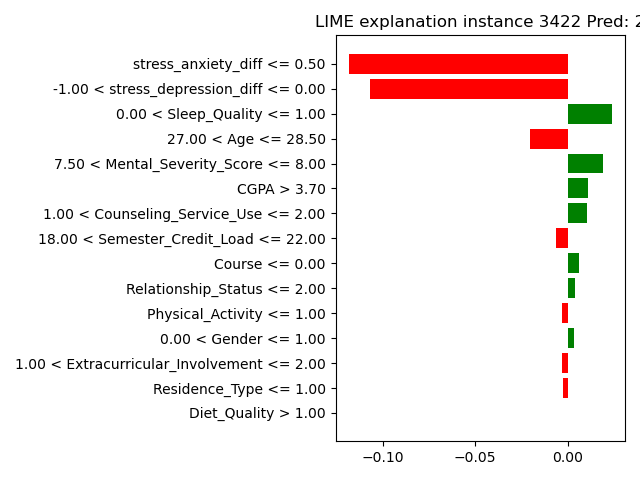 LIME explanation instance 3422 Pred: 2
stress_anxiety_diff <= 0.50
-1.00 < stress_depression_diff <= 0.00
0.00 < Sleep_Quality <= 1.00
27.00 < Age <= 28.50
7.50 < Mental_Severity_Score <= 8.00
CGPA > 3.70
1.00 < Counseling_Service_Use <= 2.00
18.00 < Semester_Credit_Load <= 22.00
Course <= 0.00
Relationship_Status <= 2.00
Physical_Activity <= 1.00
0.00 < Gender <= 1.00
1.00 < Extracurricular_Involvement <= 2.00
Residence_Type <= 1.00
Diet_Quality > 1.00
−0.10 −0.05 0.00